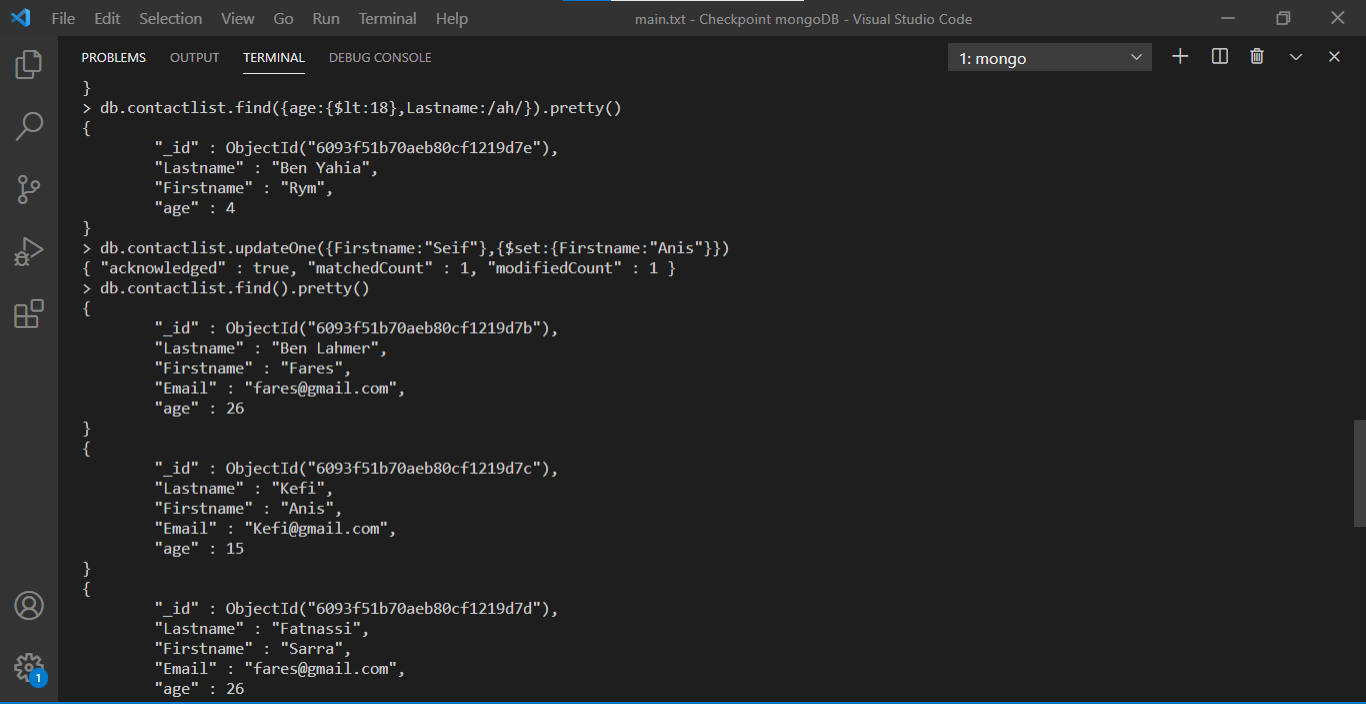 File Edit Selection View Go Run Terminal Help main.txt - Checkpoint mongoDB - Visual Studio Code
PROBLEMS OUTPUT TERMINAL DEBUG CONSOLE 1: mongo
}
> db.contactlist.find({age:{$lt:18},Lastname:/ah/}).pretty()
{
"_id" : ObjectId("6093f51b70aeb80cf1219d7e"),
"Lastname" : "Ben Yahia",
"Firstname" : "Rym",
"age" : 4
}
> db.contactlist.updateOne({Firstname:"Seif"},{$set:{Firstname:"Anis"}})
{ "acknowledged" : true, "matchedCount" : 1, "modifiedCount" : 1 }
> db.contactlist.find().pretty()
{
"_id" : ObjectId("6093f51b70aeb80cf1219d7b"),
"Lastname" : "Ben Lahmer",
"Firstname" : "Fares",
"Email" : "fares@gmail.com",
"age" : 26
}
{
"_id" : ObjectId("6093f51b70aeb80cf1219d7c"),
"Lastname" : "Kefi",
"Firstname" : "Anis",
"Email" : "Kefi@gmail.com",
"age" : 15
}
{
"_id" : ObjectId("6093f51b70aeb80cf1219d7d"),
"Lastname" : "Fatnassi",
"Firstname" : "Sarra",
"Email" : "fares@gmail.com",
"age" : 26
1